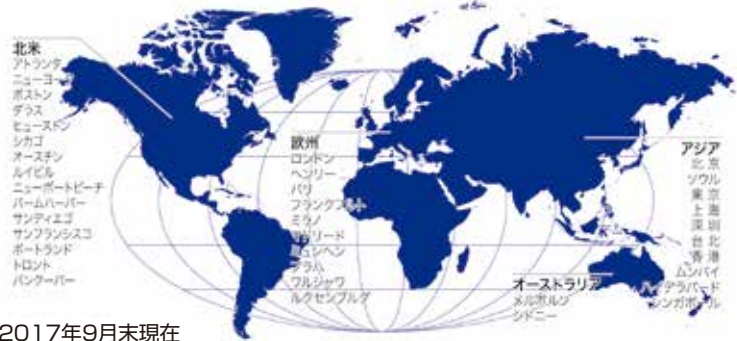 北米
アトランタ
ニューヨーク
ボストン
ダラス
ヒューストン
シカゴ
オースチン
ルイビル
ニューポートビーチ
パームハーバー
サンディエゴ
サンフランシスコ
ポートランド
トロント
バンクーバー
欧州
ロンドン
ヘンリー
パリ
フランクフルト
ミラノ
マドリード
ミュンヘン
プラハ
ワルシャワ
ルクセンブルグ
アジア
北京
ソウル
東京
上海
深圳
台北
香港
ムンバイ
ハイデラバード
シンガポール
オーストラリア
メルボルン
シドニー
2017年9月末現在